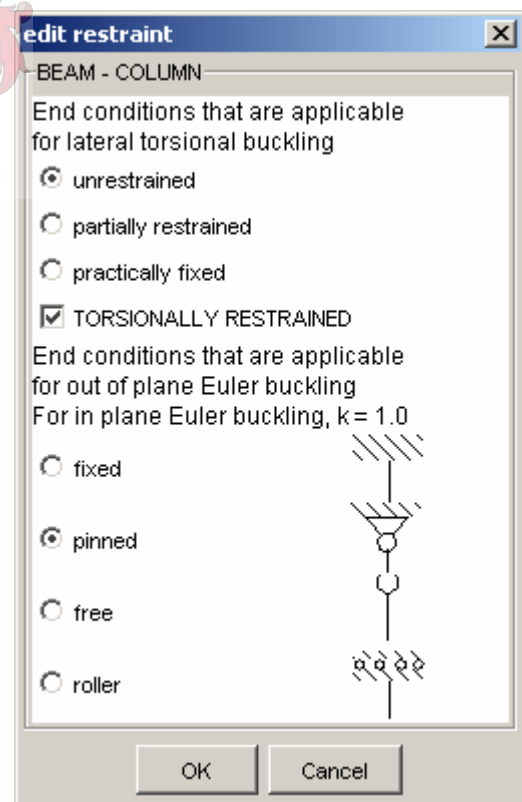 edit restraint
BEAM - COLUMN
End conditions that are applicable
for lateral torsional buckling
unrestrained
partially restrained
practically fixed
TORSIONALLY RESTRAINED
End conditions that are applicable
for out of plane Euler buckling
For in plane Euler buckling, k = 1.0
fixed
pinned
free
roller
OK Cancel